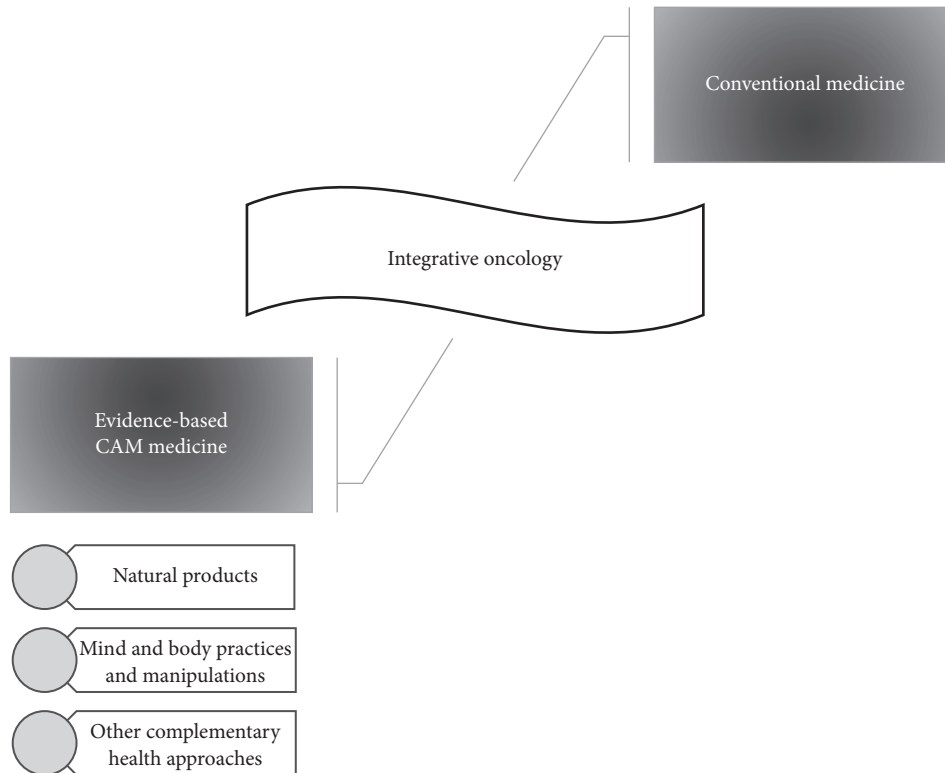 Conventional medicine
Integrative oncology
Evidence-based
CAM medicine
Natural products
Mind and body practices
and manipulations
Other complementary
health approaches